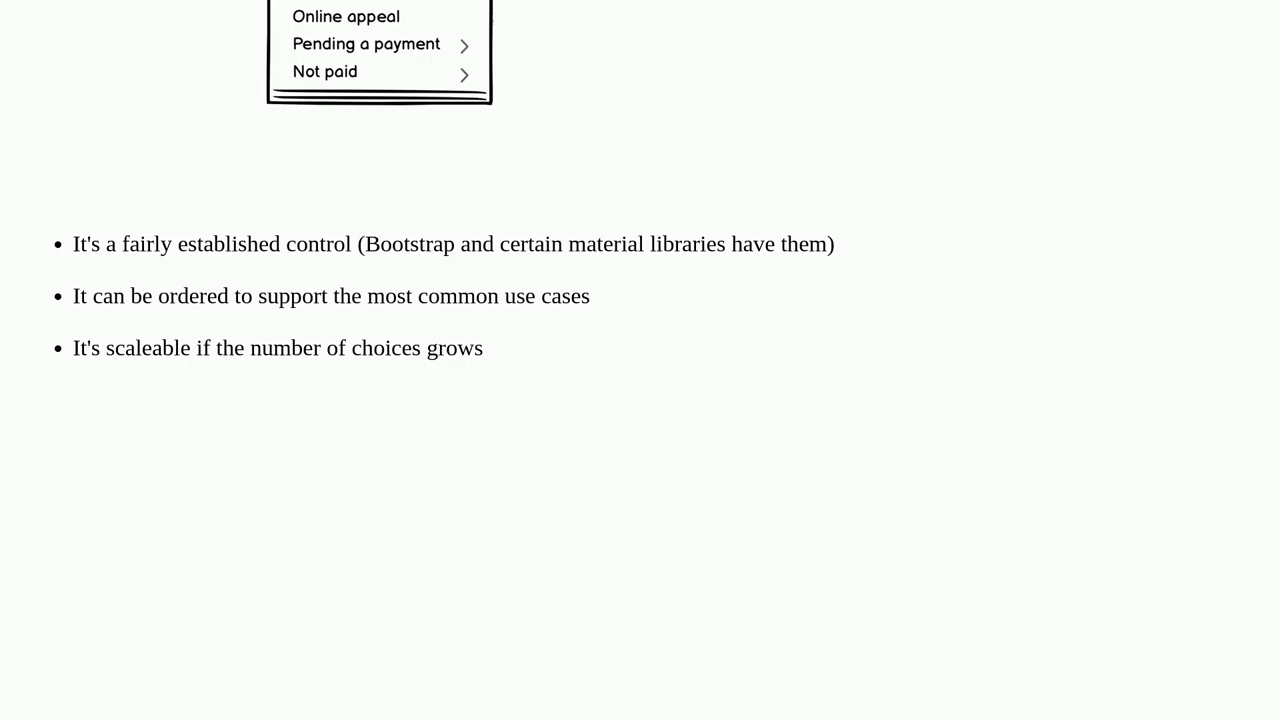 Online appeal
Pending a payment
Not paid
• It's a fairly established control (Bootstrap and certain material libraries have them)
• It can be ordered to support the most common use cases
• It's scaleable if the number of choices grows